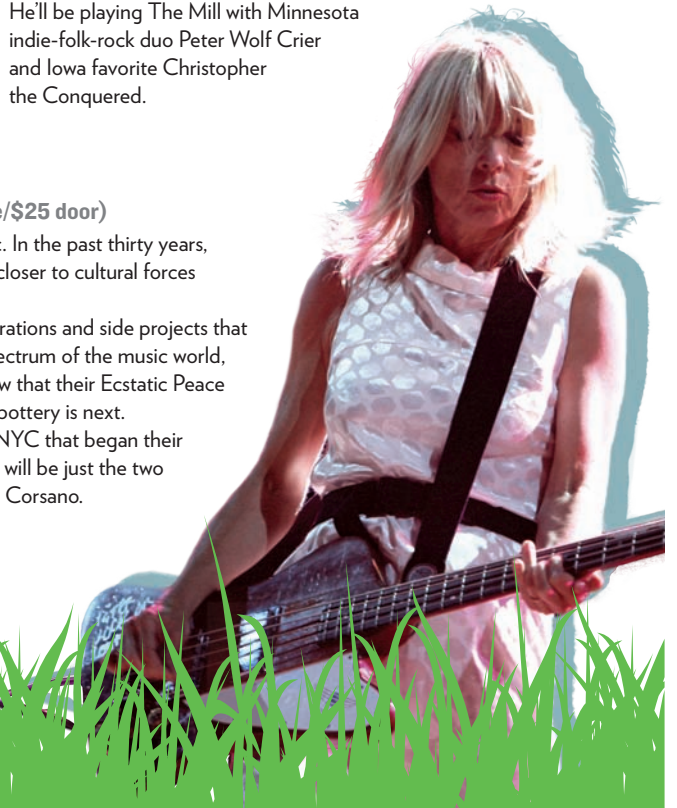 He'll be playing The Mill with Minnesota
indie-folk-rock duo Peter Wolf Crier
and Iowa favorite Christopher
the Conquered.
/$25 door)
. In the past thirty years,
closer to cultural forces
rations and side projects that
ectrum of the music world,
w that their Ecstatic Peace
pottery is next.
NYC that began their
will be just the two
Corsano.